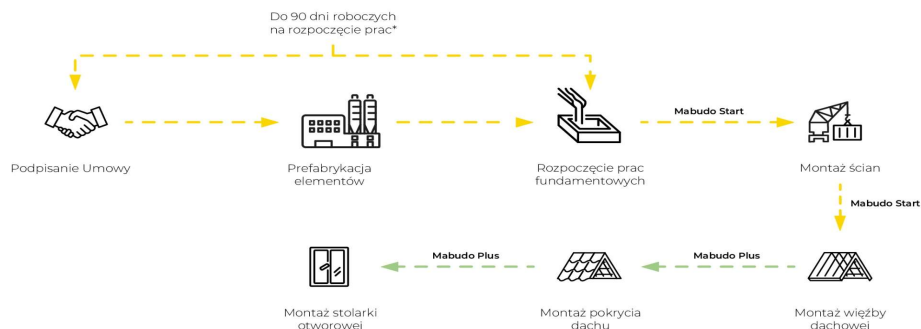 Do 90 dni roboczych
na rozpoczęcie prac*
Mabudo Start
Podpisanie Umowy
Prefabrykacja
elementów
Rozpoczęcie prac
fundamentowych
Montaż ścian
Mabudo Start
Mabudo Plus
Mabudo Plus
Montaż stolarki
otworowej
Montaż pokrycia
dachu
Montaż więźby
dachowej